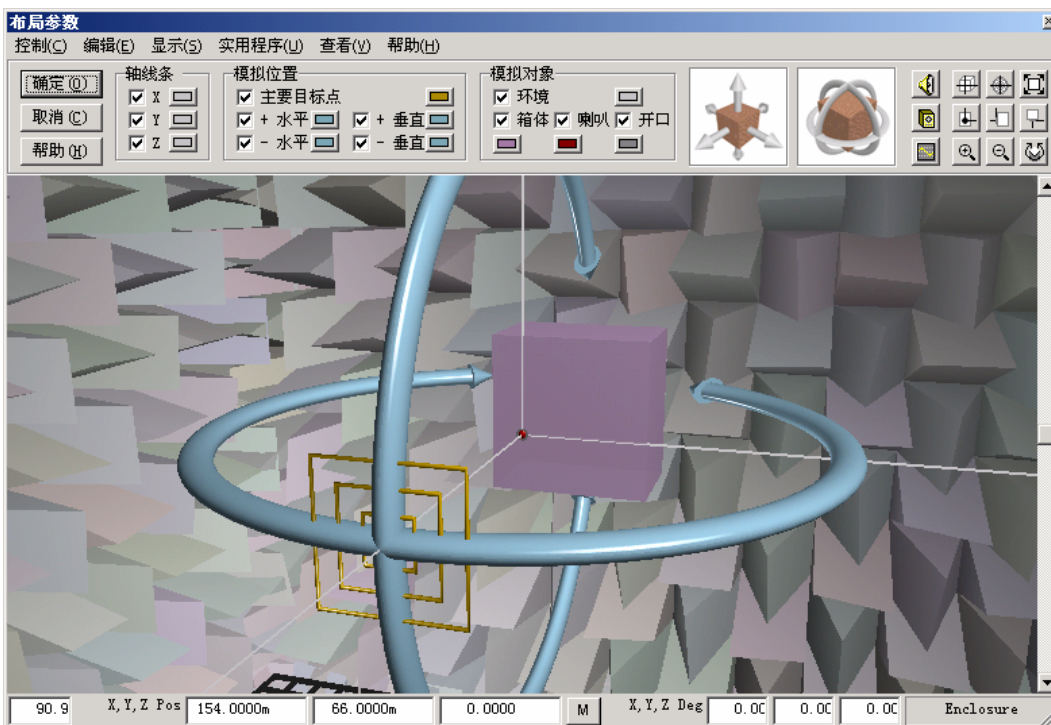 布局参数
控制(C) 编辑(E) 显示(S) 实用程序(U) 查看(V) 帮助(H)
确定(O)
取消(C)
帮助(H)
轴线条
X
Y
Z
模拟位置
主要目标点
+ 水平 + 垂直
- 水平 - 垂直
模拟对象
环境
箱体 喇叭 开口
90.9 X,Y,Z Pos 154.0000m 66.0000m 0.0000 M X,Y,Z Deg 0.00 0.00 0.00 Enclosure